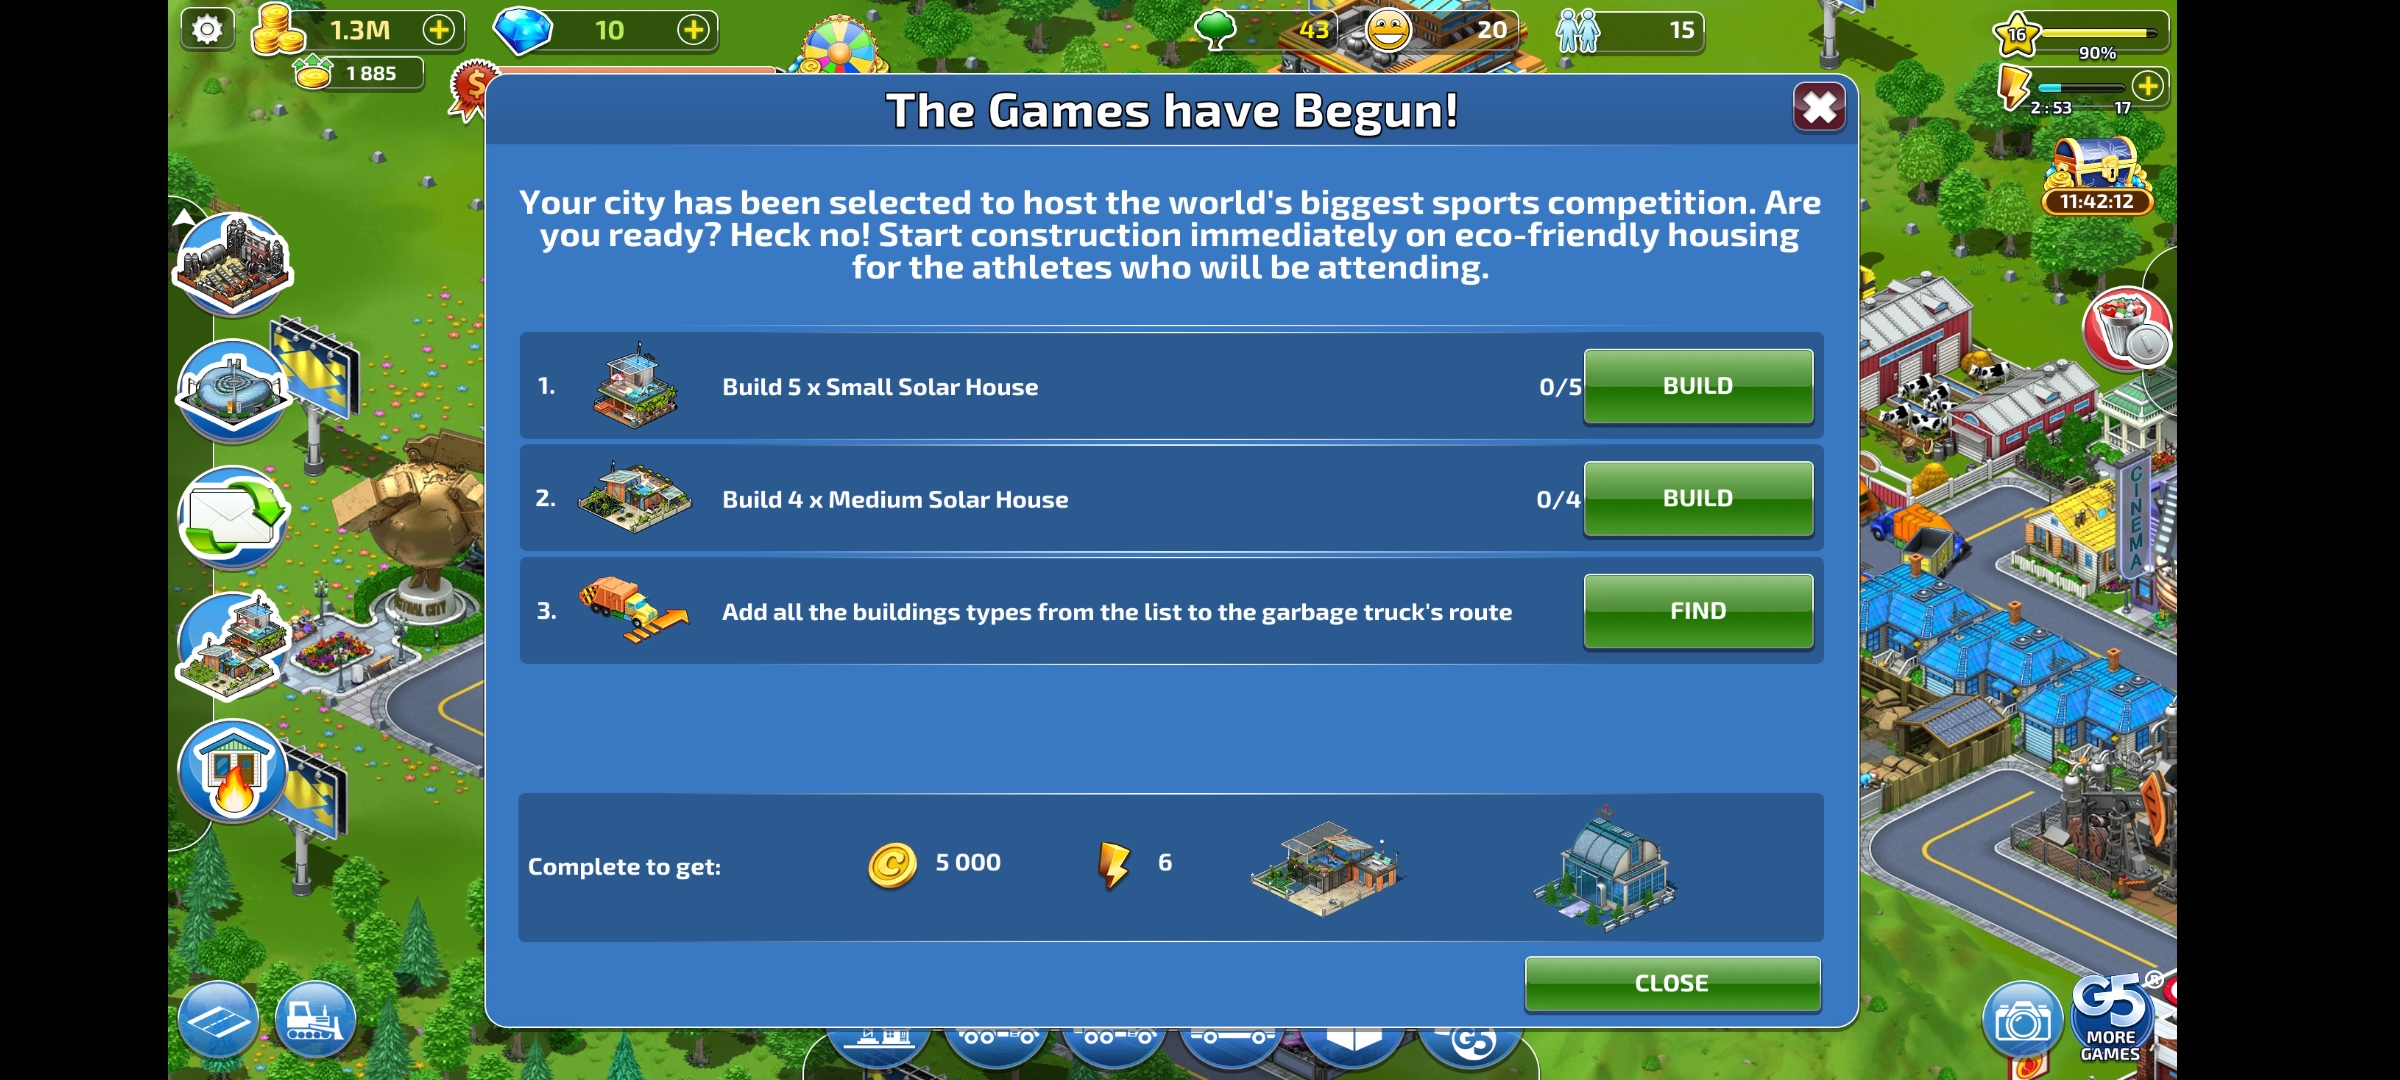 1.3M
10
43
20
15
16
90%
1 885
2 : 53
17
11:42:12
The Games have Begun!
Your city has been selected to host the world's biggest sports competition. Are
you ready? Heck no! Start construction immediately on eco-friendly housing
for the athletes who will be attending.
1.
Build 5 x Small Solar House
0/5
BUILD
2.
Build 4 x Medium Solar House
0/4
BUILD
3.
Add all the buildings types from the list to the garbage truck's route
FIND
CINEMA
CITY
Complete to get:
5 000
6
CLOSE
G5
G5
MORE
GAMES